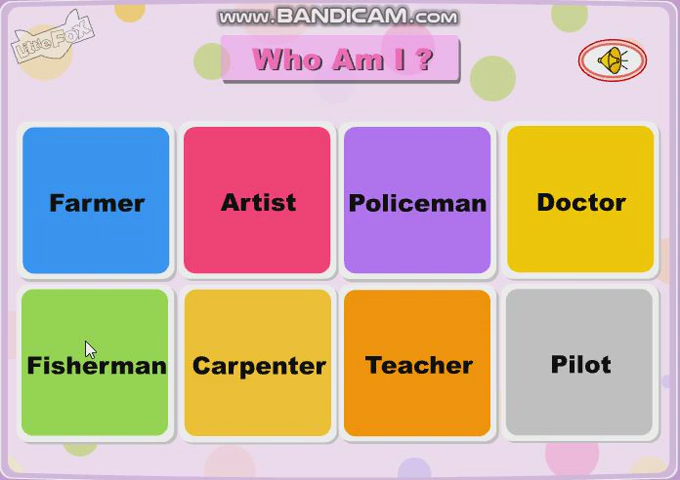 WWW.BANDICAM.COM
Little Fox
Who Am I ?
Farmer
Artist
Policeman
Doctor
Fisherman
Carpenter
Teacher
Pilot